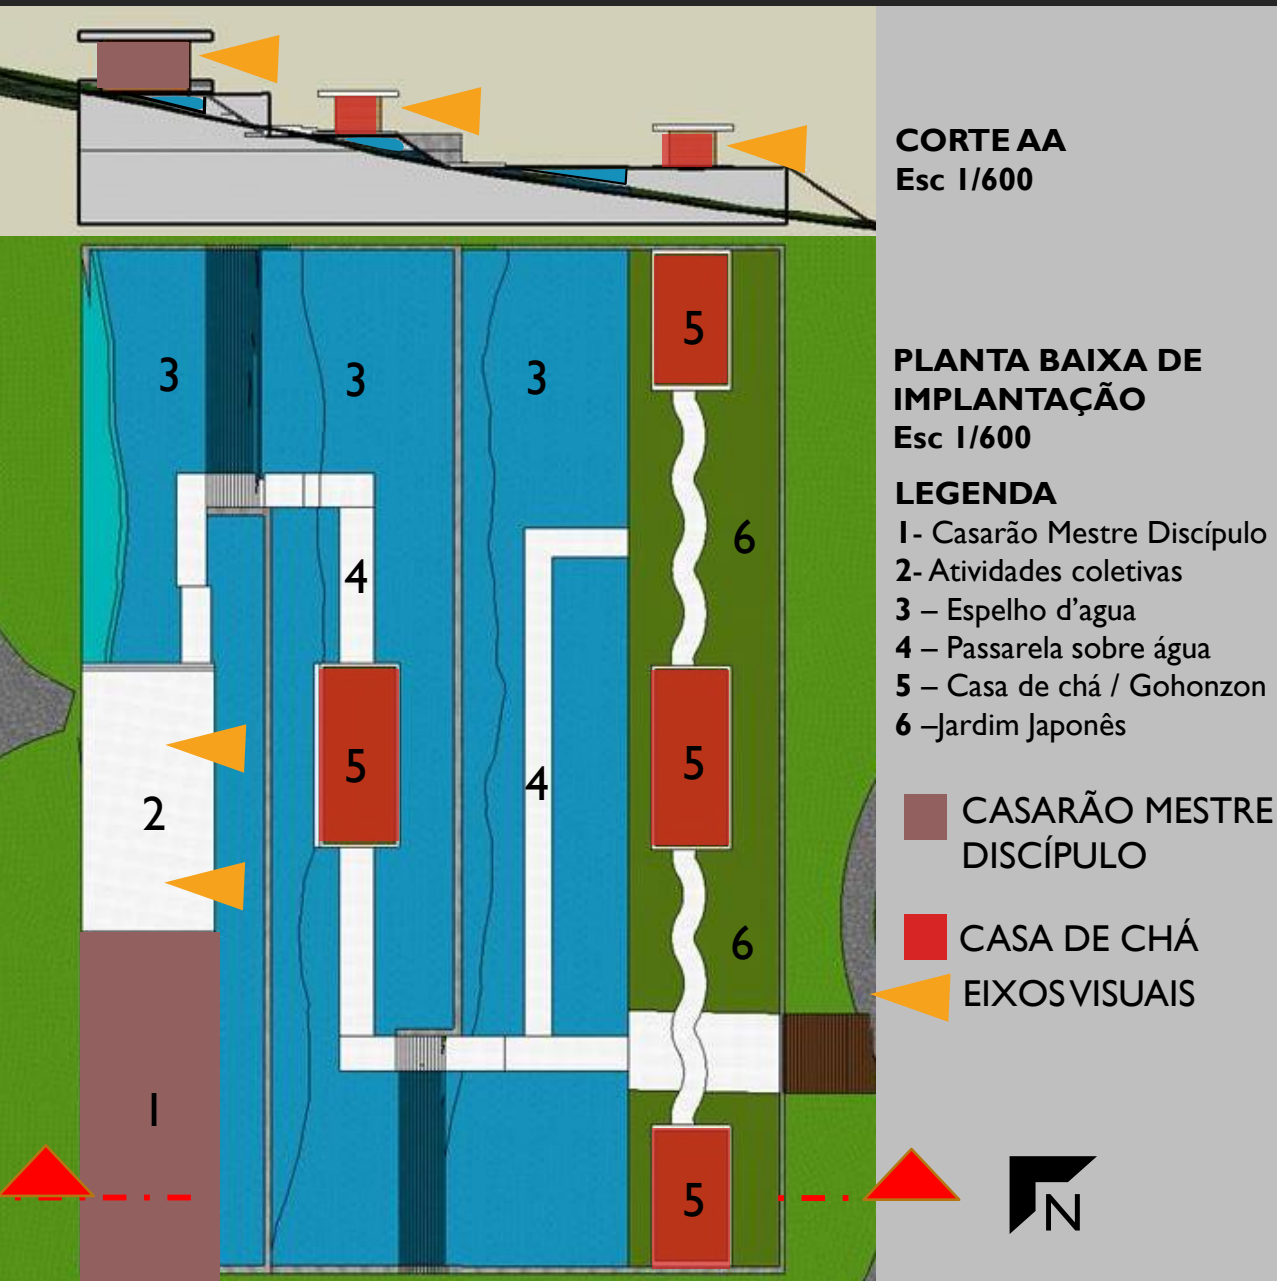 CORTE AA
Esc 1/600
PLANTA BAIXA DE
IMPLANTAÇÃO
Esc 1/600
LEGENDA
1- Casarão Mestre Discípulo
2- Atividades coletivas
3 – Espelho d’agua
4 – Passarela sobre água
5 – Casa de chá / Gohonzon
6 –Jardim Japonês
CASARÃO MESTRE
DISCÍPULO
CASA DE CHÁ
EIXOS VISUAIS
N
5
3
3
3
6
4
5
5
4
2
6
1
5